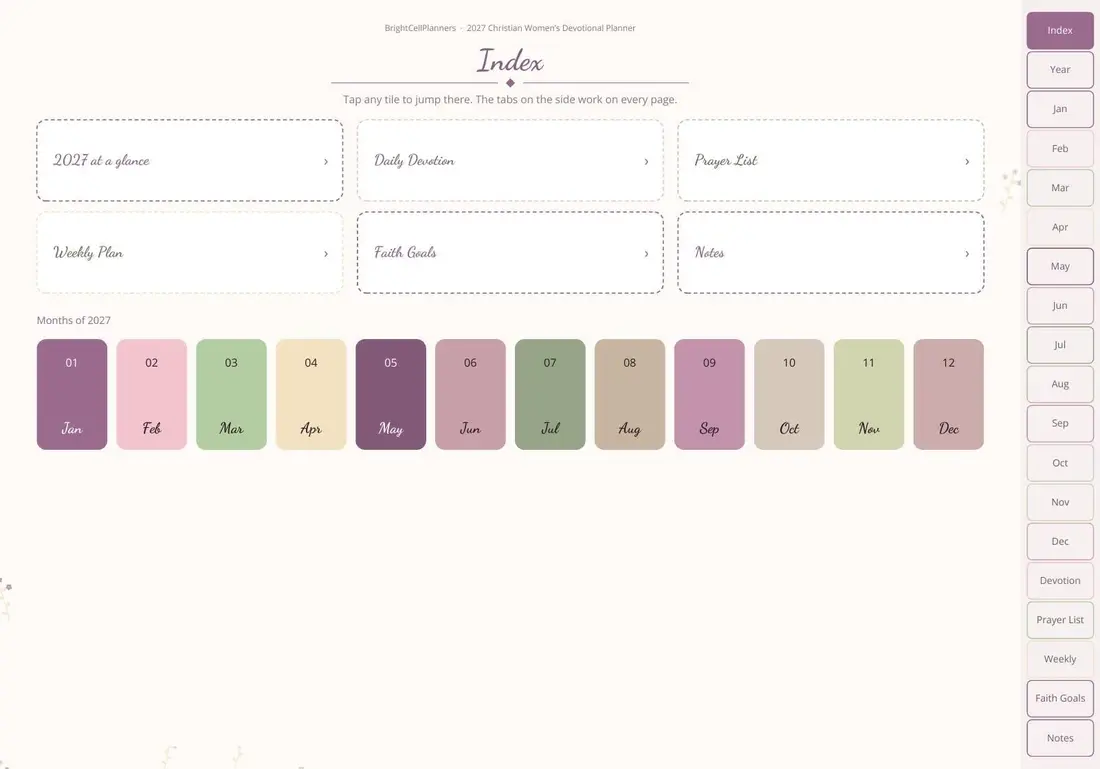 BrightCellPlanners · 2027 Christian Women's Devotional Planner
Index
Tap any tile to jump there. The tabs on the side work on every page.
2027 at a glance ›
Daily Devotion ›
Prayer List ›
Weekly Plan ›
Faith Goals ›
Notes ›
Months of 2027
01
Jan
02
Feb
03
Mar
04
Apr
05
May
06
Jun
07
Jul
08
Aug
09
Sep
10
Oct
11
Nov
12
Dec
Index
Year
Jan
Feb
Mar
Apr
May
Jun
Jul
Aug
Sep
Oct
Nov
Dec
Devotion
Prayer List
Weekly
Faith Goals
Notes